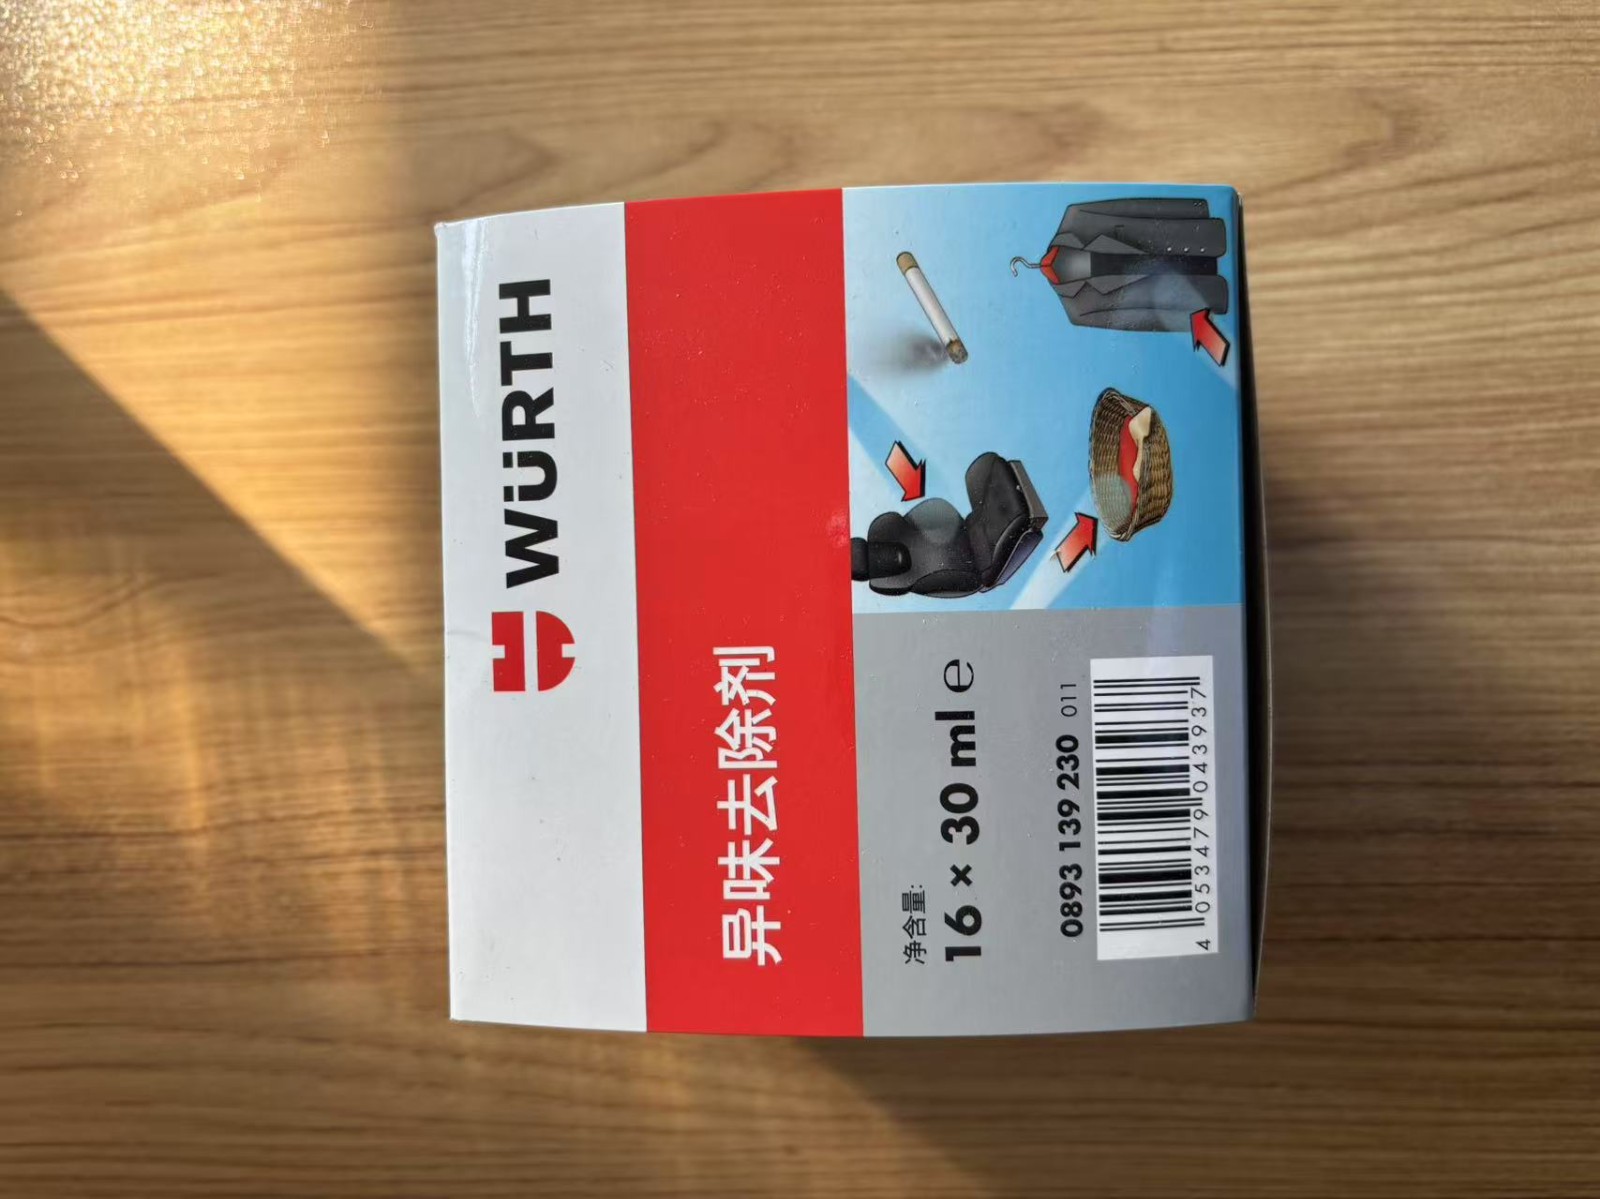 WÜRTH
异味去除剂
净含量:
16 × 30 ml ℮
0893 139 230 011
4 053479 043937